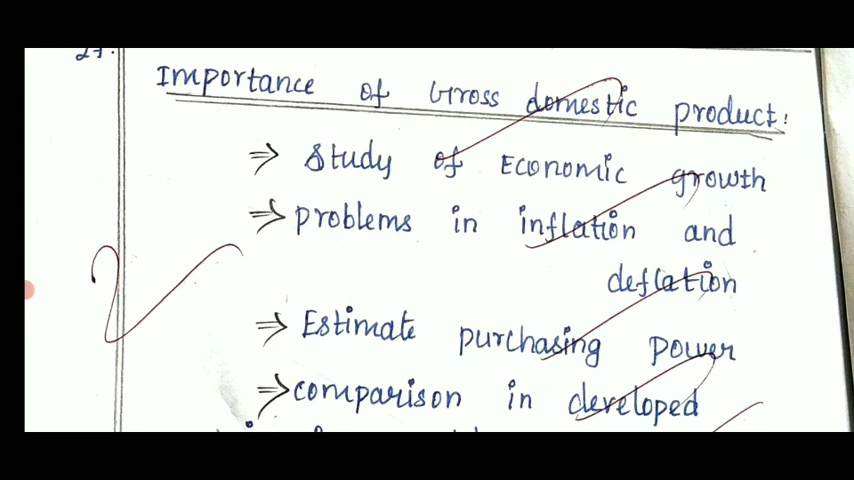 27.
Importance of Gross domestic product:
⇒ Study of Economic growth
⇒ problems in inflation and
deflation
⇒ Estimate purchasing power
⇒ comparison in developed